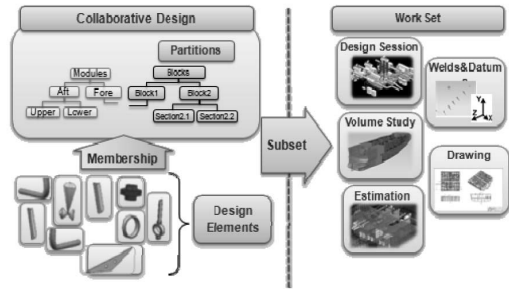 Collaborative Design
Partitions
Modules
Aft
Fore
Upper
Lower
Blocks
Block1
Block2
Section2.1
Section2.2
Membership
Design
Elements
Subset
Work Set
Design Session
Welds&Datum
s
Volume Study
Drawing
Estimation
Y
Z
X